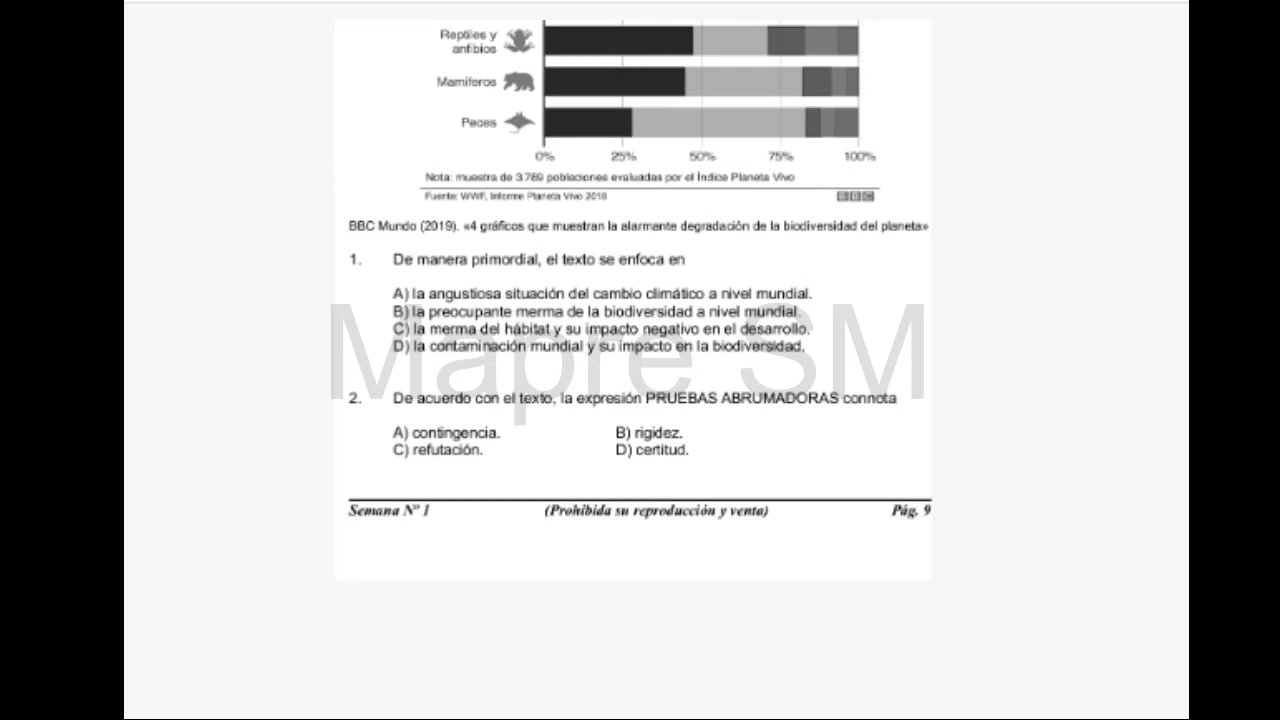 Reptiles y
anfibios
Mamíferos
Peces
0% 25% 50% 75% 100%
Nota: muestra de 3.789 poblaciones evaluadas por el Índice Planeta Vivo
Fuente: WWF, Informe Planeta Vivo 2018 BBC
BBC Mundo (2019). «4 gráficos que muestran la alarmante degradación de la biodiversidad del planeta»
1. De manera primordial, el texto se enfoca en
A) la angustiosa situación del cambio climático a nivel mundial.
B) la preocupante merma de la biodiversidad a nivel mundial.
C) la merma del hábitat y su impacto negativo en el desarrollo.
D) la contaminación mundial y su impacto en la biodiversidad.
Mapre SM
2. De acuerdo con el texto, la expresión PRUEBAS ABRUMADORAS connota
A) contingencia. B) rigidez.
C) refutación. D) certitud.
Semana Nº 1 (Prohibida su reproducción y venta) Pág. 9